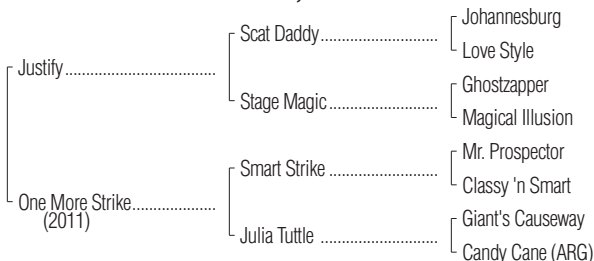 Johannesburg
Scat Daddy................................
Love Style
Justify.........................................
Ghostzapper
Stage Magic..............................
Magical Illusion
Mr. Prospector
Smart Strike ..............................
Classy 'n Smart
One More Strike.......................
(2011)
Giant's Causeway
Julia Tuttle ................................
Candy Cane (ARG)